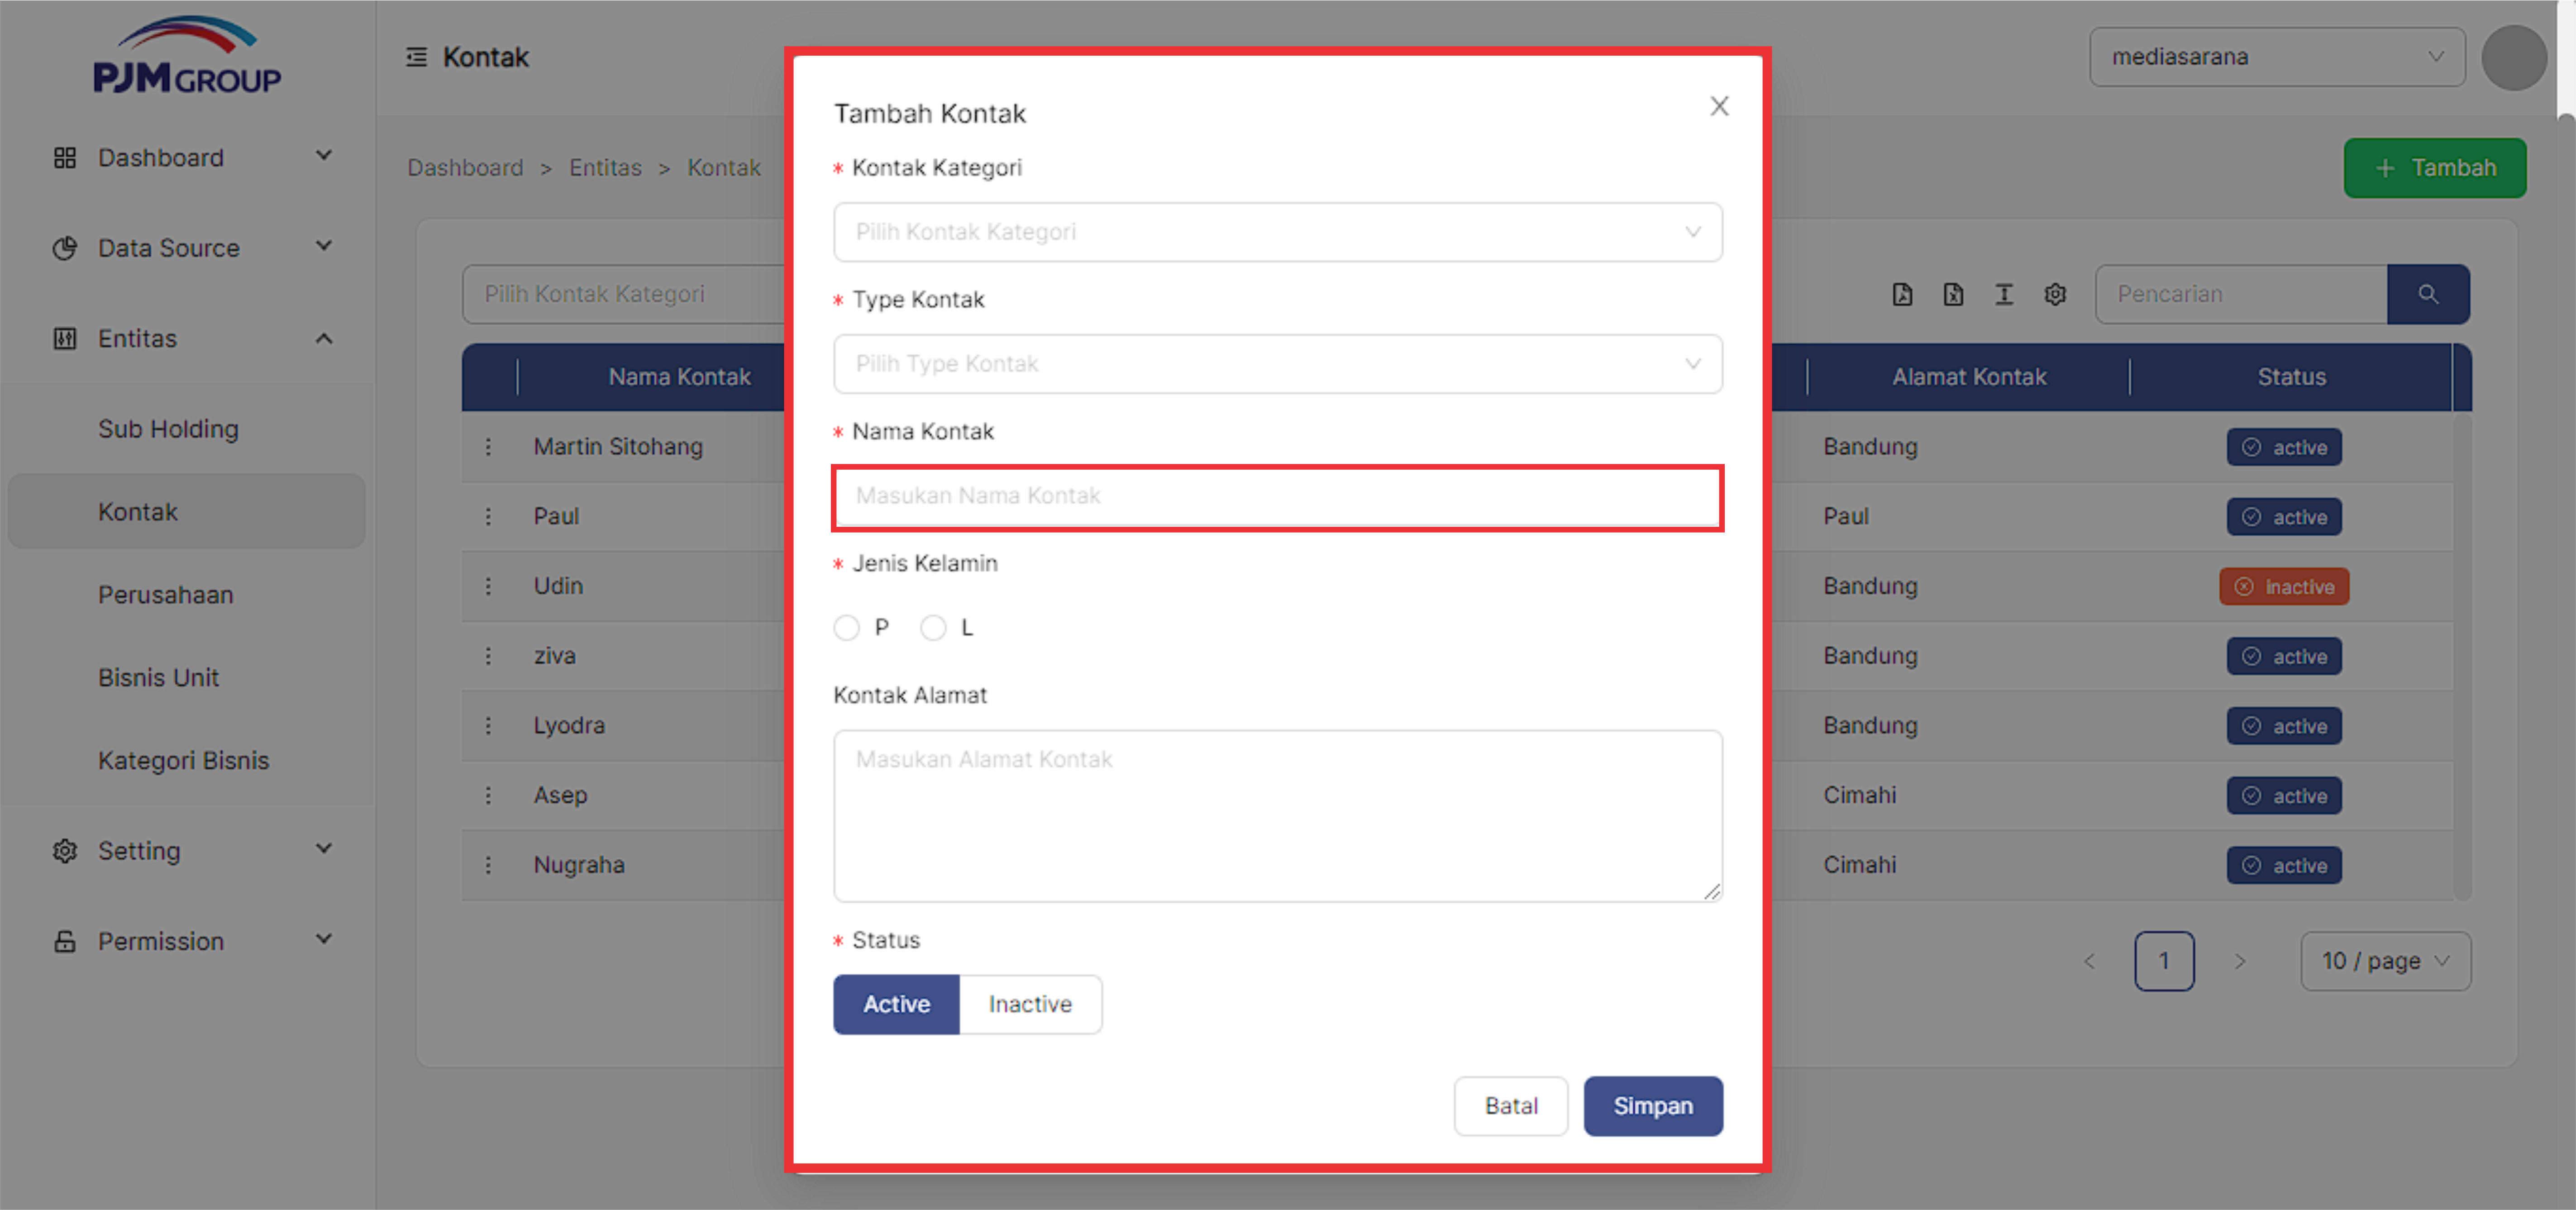 PJM GROUP
Dashboard
Data Source
Entitas
Sub Holding
Kontak
Perusahaan
Bisnis Unit
Kategori Bisnis
Setting
Permission
Kontak
mediasarana
Dashboard > Entitas > Kontak
+ Tambah
Pilih Kontak Kategori
Pencarian
Nama Kontak
Alamat Kontak
Status
Martin Sitohang
Bandung
active
Paul
Paul
active
Udin
Bandung
inactive
ziva
Bandung
active
Lyodra
Bandung
active
Asep
Cimahi
active
Nugraha
Cimahi
active
< 1 >
10 / page
Tambah Kontak
* Kontak Kategori
Pilih Kontak Kategori
* Type Kontak
Pilih Type Kontak
* Nama Kontak
Masukan Nama Kontak
* Jenis Kelamin
P L
Kontak Alamat
Masukan Alamat Kontak
* Status
Active Inactive
Batal Simpan